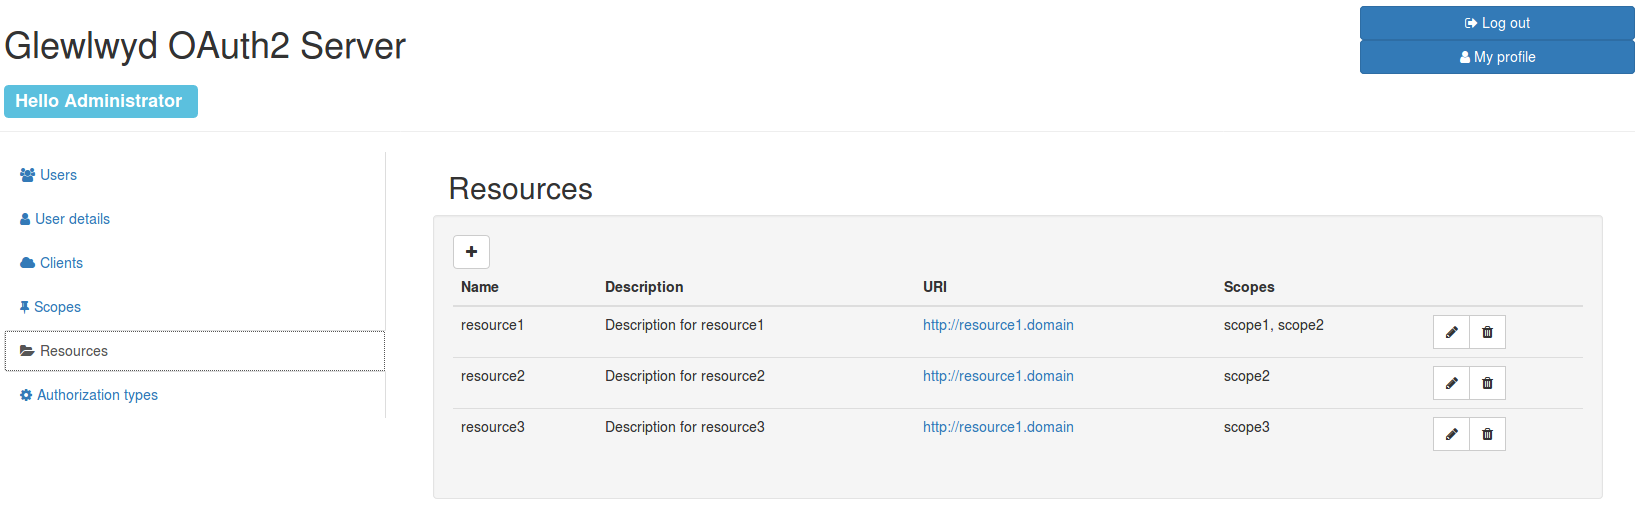 Glewlwyd OAuth2 Server
Log out
My profile
Hello Administrator
Users
User details
Clients
Scopes
Resources
Authorization types
Resources
Name Description URI Scopes
resource1 Description for resource1 http://resource1.domain scope1, scope2
resource2 Description for resource2 http://resource1.domain scope2
resource3 Description for resource3 http://resource1.domain scope3